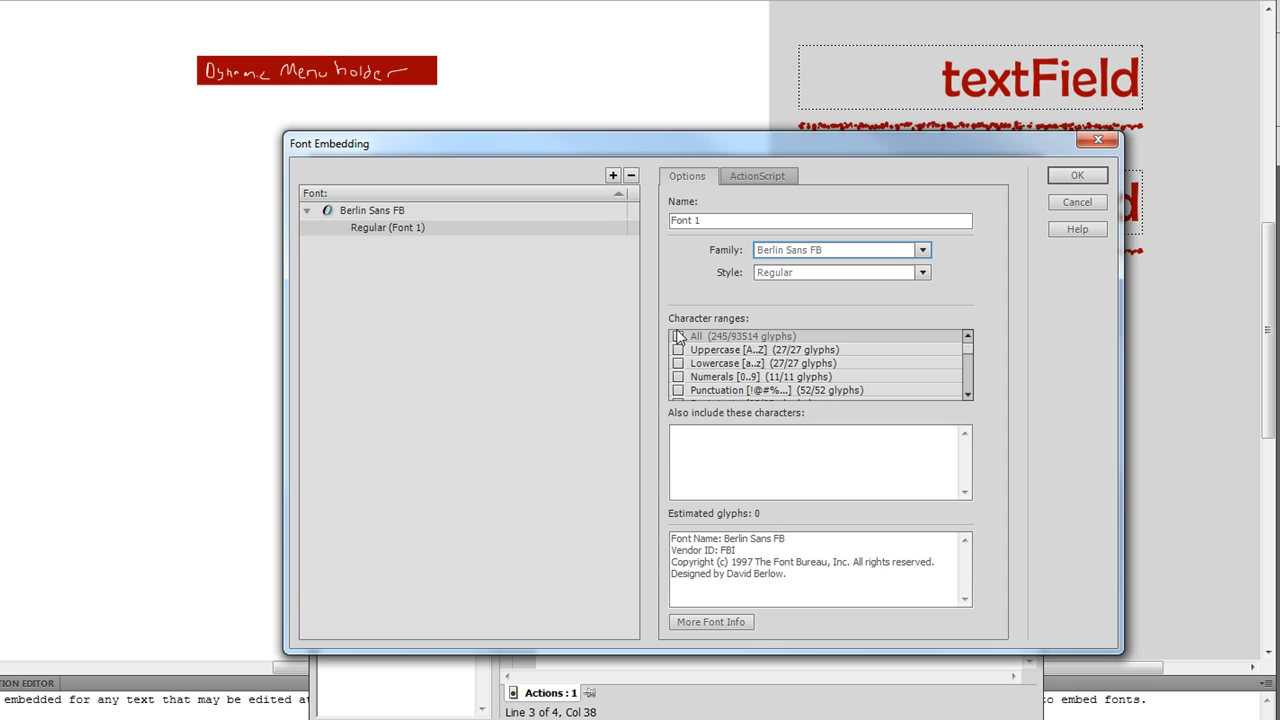 Dynamic Menu holder
textField
d
Font Embedding
Font:
Berlin Sans FB
Regular (Font 1)
Options
ActionScript
OK
Cancel
Help
Name:
Font 1
Family:
Berlin Sans FB
Style:
Regular
Character ranges:
All (245/93514 glyphs)
Uppercase [A..Z] (27/27 glyphs)
Lowercase [a..z] (27/27 glyphs)
Numerals [0..9] (11/11 glyphs)
Punctuation [!@#%...] (52/52 glyphs)
Also include these characters:
Estimated glyphs: 0
Font Name: Berlin Sans FB
Vendor ID: FBI
Copyright (c) 1997 The Font Bureau, Inc. All rights reserved.
Designed by David Berlow.
More Font Info
ION EDITOR
Actions : 1
embedded for any text that may be edited a
o embed fonts.
Line 3 of 4, Col 38